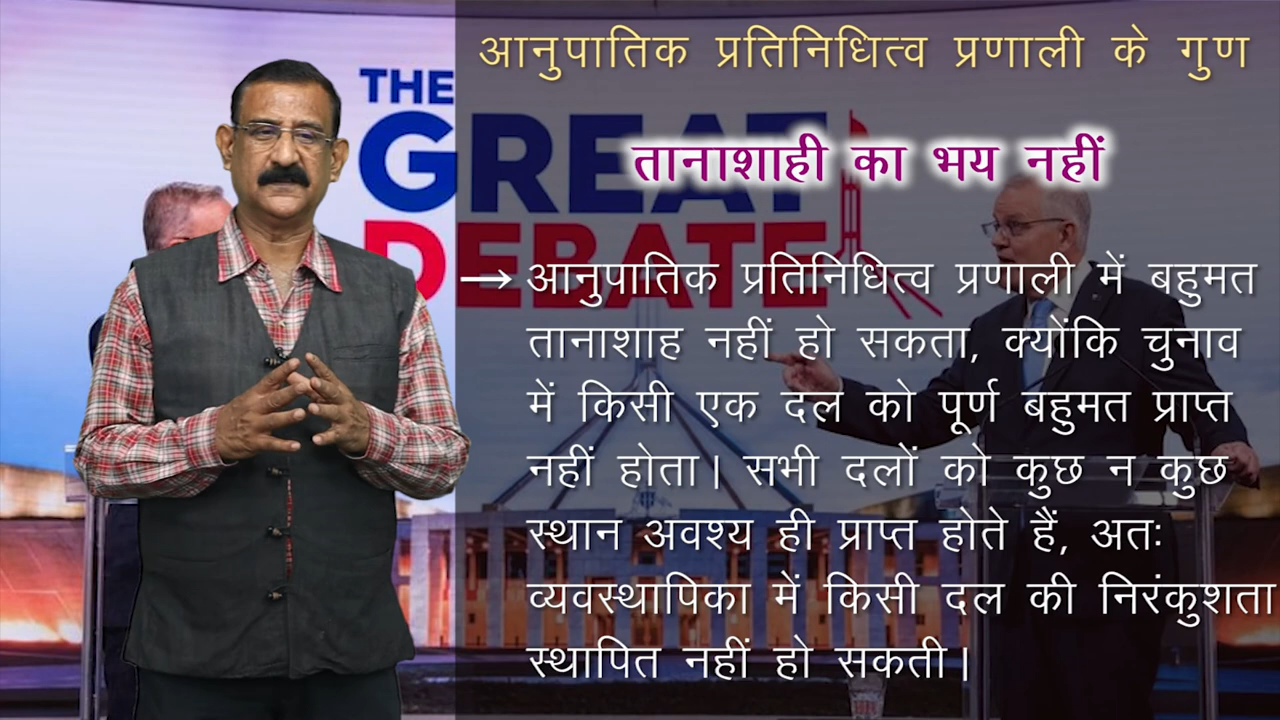 आनुपातिक प्रतिनिधित्व प्रणाली के गुण
THE
GREAT
DEBATE
तानाशाही का भय नहीं
→ आनुपातिक प्रतिनिधित्व प्रणाली में बहुमत
तानाशाह नहीं हो सकता, क्योंकि चुनाव
में किसी एक दल को पूर्ण बहुमत प्राप्त
नहीं होता। सभी दलों को कुछ न कुछ
स्थान अवश्य ही प्राप्त होते हैं, अतः
व्यवस्थापिका में किसी दल की निरंकुशता
स्थापित नहीं हो सकती।